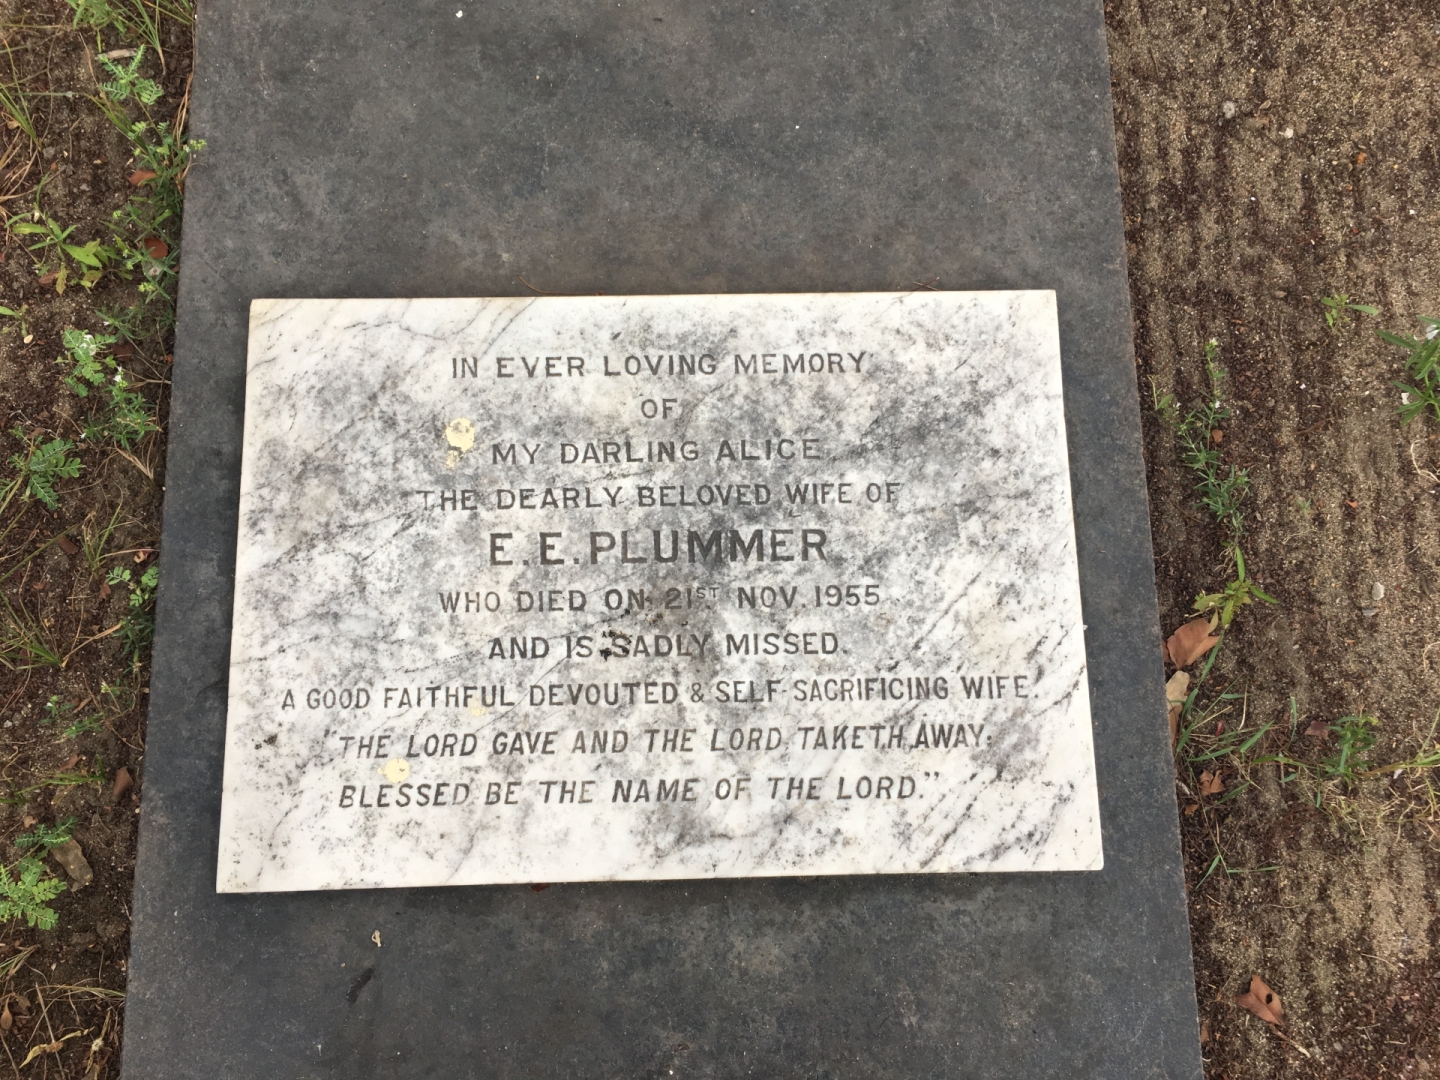 IN EVER LOVING MEMORY
OF
MY DARLING ALICE
THE DEARLY BELOVED WIFE OF
E. E. PLUMMER
WHO DIED ON 21ST NOV. 1955
AND IS SADLY MISSED.
A GOOD FAITHFUL DEVOUTED & SELF-SACRIFICING WIFE.
"THE LORD GAVE AND THE LORD, TAKETH AWAY.
BLESSED BE THE NAME OF THE LORD."